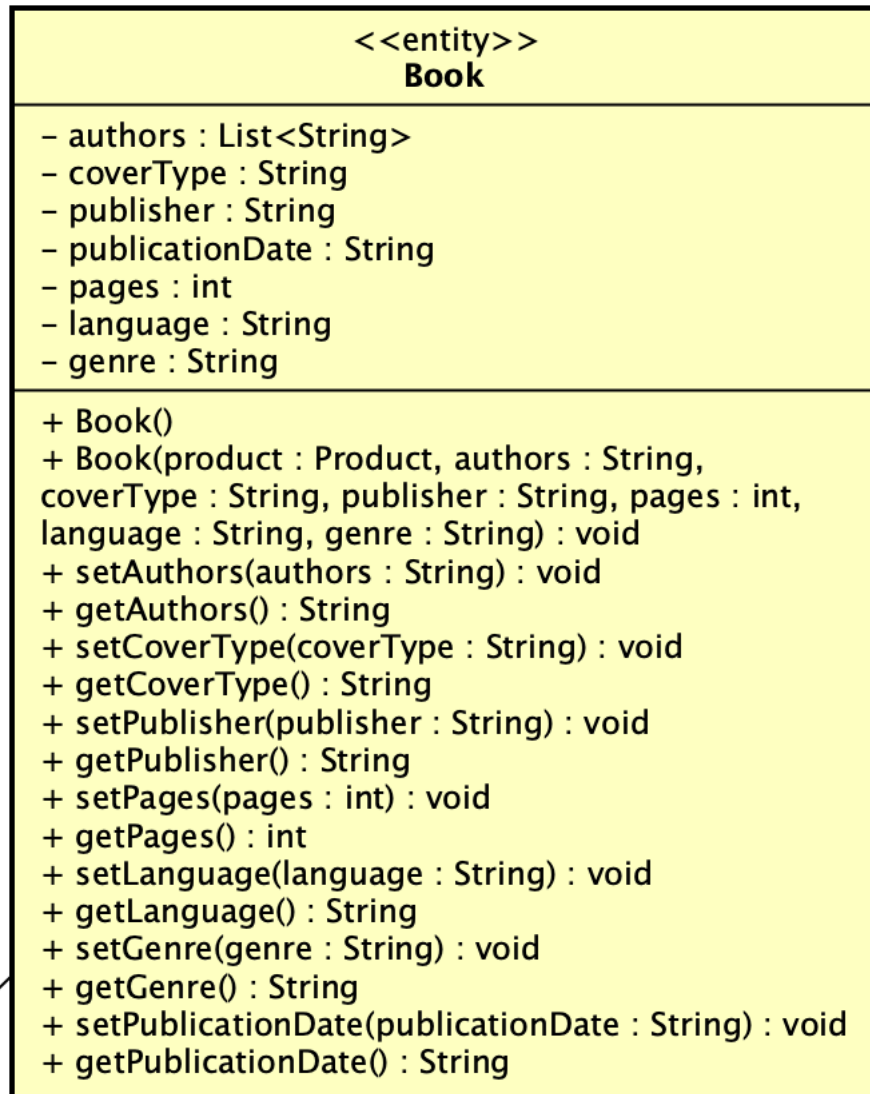 <<entity>>
Book
– authors : List<String>
– coverType : String
– publisher : String
– publicationDate : String
– pages : int
– language : String
– genre : String
+ Book()
+ Book(product : Product, authors : String,
coverType : String, publisher : String, pages : int,
language : String, genre : String) : void
+ setAuthors(authors : String) : void
+ getAuthors() : String
+ setCoverType(coverType : String) : void
+ getCoverType() : String
+ setPublisher(publisher : String) : void
+ getPublisher() : String
+ setPages(pages : int) : void
+ getPages() : int
+ setLanguage(language : String) : void
+ getLanguage() : String
+ setGenre(genre : String) : void
+ getGenre() : String
+ setPublicationDate(publicationDate : String) : void
+ getPublicationDate() : String